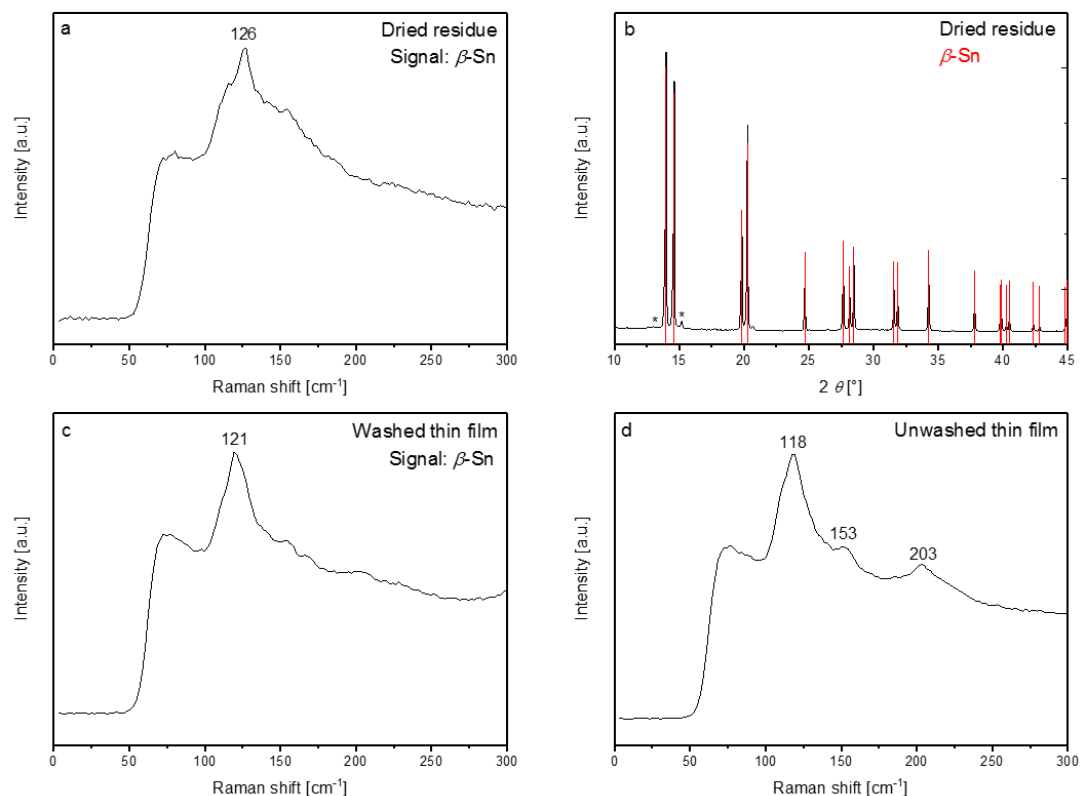 a
Dried residue
Signal: β-Sn
126
Intensity [a.u.]
0 50 100 150 200 250 300
Raman shift [cm⁻¹]
b
Dried residue
β-Sn
Intensity [a.u.]
* *
10 15 20 25 30 35 40 45
2 θ [°]
c
Washed thin film
Signal: β-Sn
121
Intensity [a.u.]
0 50 100 150 200 250 300
Raman shift [cm⁻¹]
d
Unwashed thin film
118
153
203
Intensity [a.u.]
0 50 100 150 200 250 300
Raman shift [cm⁻¹]